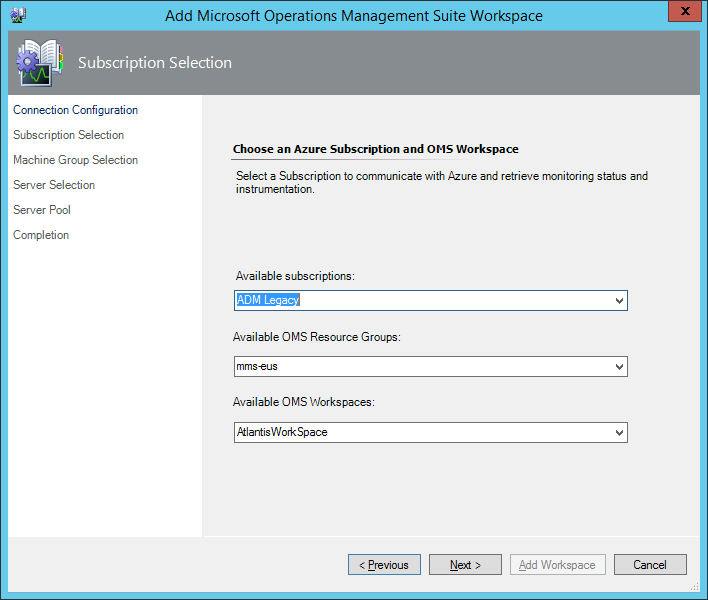 Add Microsoft Operations Management Suite Workspace
X
Subscription Selection
Connection Configuration
Subscription Selection
Machine Group Selection
Server Selection
Server Pool
Completion
Choose an Azure Subscription and OMS Workspace
Select a Subscription to communicate with Azure and retrieve monitoring status and
instrumentation.
Available subscriptions:
ADM Legacy
Available OMS Resource Groups:
mms-eus
Available OMS Workspaces:
AtlantisWorkSpace
< Previous
Next >
Add Workspace
Cancel